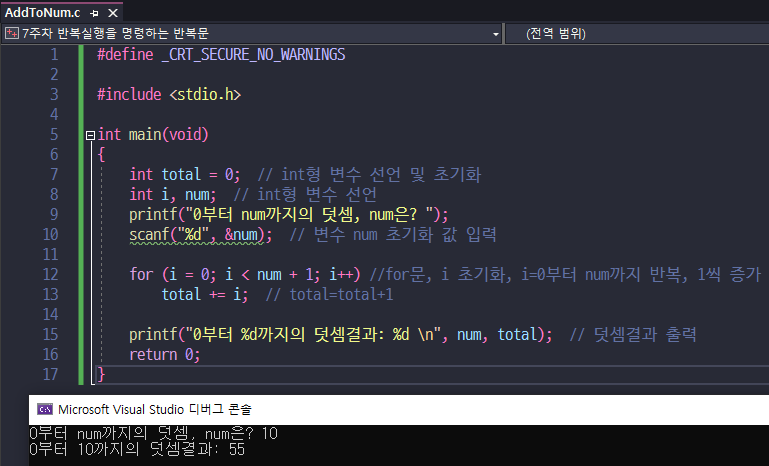 AddToNum.c
7주차 반복실행을 명령하는 반복문 (전역 범위)
1 #define _CRT_SECURE_NO_WARNINGS
2
3 #include <stdio.h>
4
5 int main(void)
6 {
7 int total = 0; // int형 변수 선언 및 초기화
8 int i, num; // int형 변수 선언
9 printf("0부터 num까지의 덧셈, num은? ");
10 scanf("%d", &num); // 변수 num 초기화 값 입력
11
12 for (i = 0; i < num + 1; i++) //for문, i 초기화, i=0부터 num까지 반복, 1씩 증가
13 total += i; // total=total+1
14
15 printf("0부터 %d까지의 덧셈결과: %d \n", num, total); // 덧셈결과 출력
16 return 0;
17 }
Microsoft Visual Studio 디버그 콘솔
0부터 num까지의 덧셈, num은? 10
0부터 10까지의 덧셈결과: 55